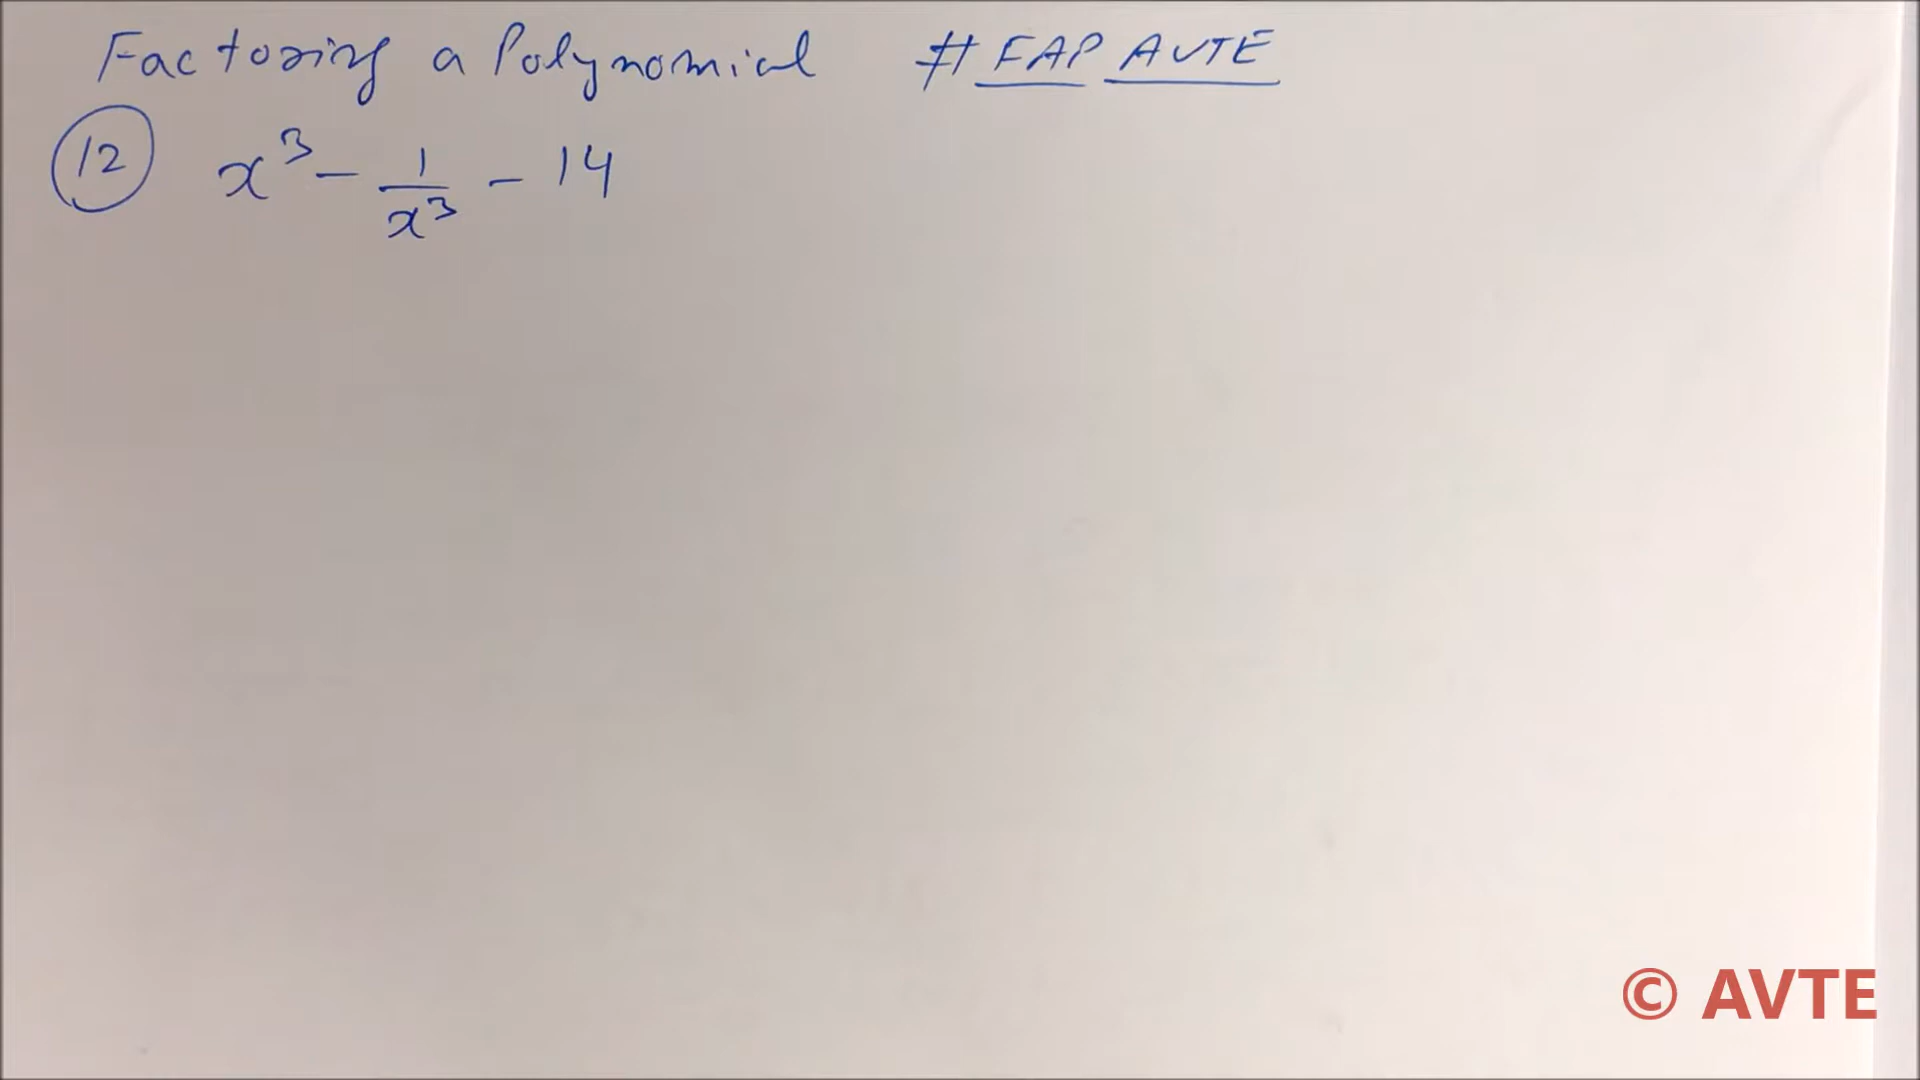 Factoring a Polynomial # FAP AVTE
12 x³ - 1/x³ - 14
© AVTE